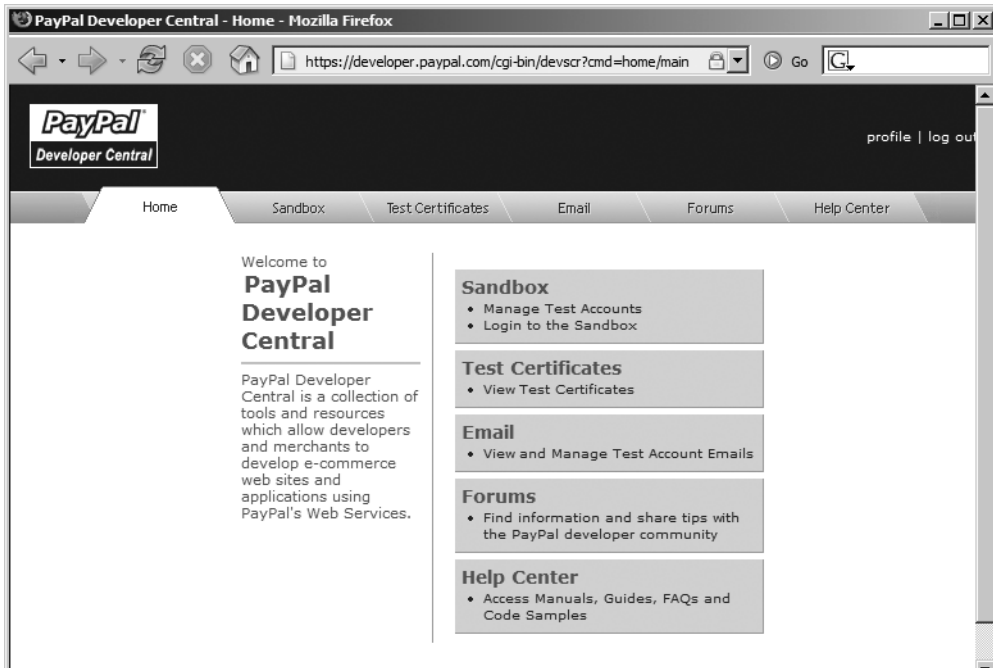 PayPal Developer Central - Home - Mozilla Firefox
https://developer.paypal.com/cgi-bin/devscr?cmd=home/main
Go
G
PayPal
Developer Central
profile | log out
Home
Sandbox
Test Certificates
Email
Forums
Help Center
Welcome to
PayPal
Developer
Central
PayPal Developer
Central is a collection of
tools and resources
which allow developers
and merchants to
develop e-commerce
web sites and
applications using
PayPal's Web Services.
Sandbox
• Manage Test Accounts
• Login to the Sandbox
Test Certificates
• View Test Certificates
Email
• View and Manage Test Account Emails
Forums
• Find information and share tips with
the PayPal developer community
Help Center
• Access Manuals, Guides, FAQs and
Code Samples